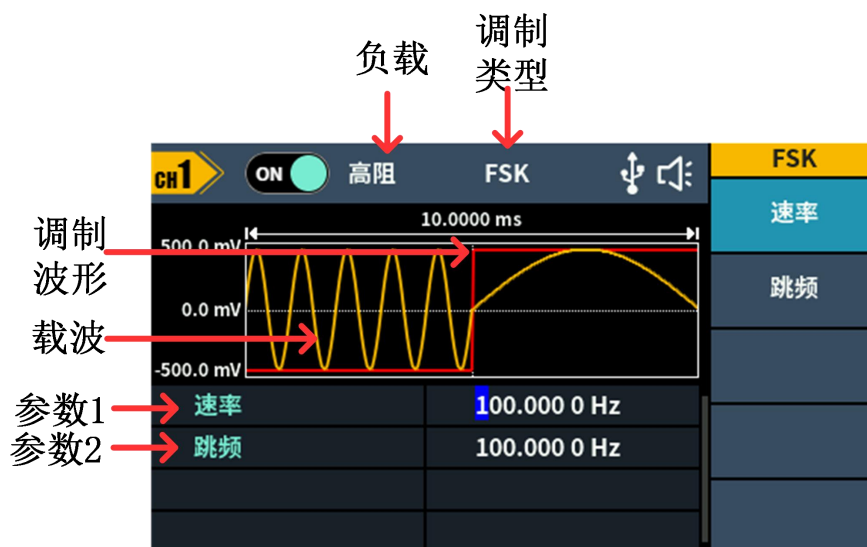 调制
类型
负载
CH1
ON
高阻
FSK
FSK
速率
跳频
10.0000 ms
500.0 mV
0.0 mV
-500.0 mV
调制
波形
载波
参数1
速率
100.000 0 Hz
参数2
跳频
100.000 0 Hz